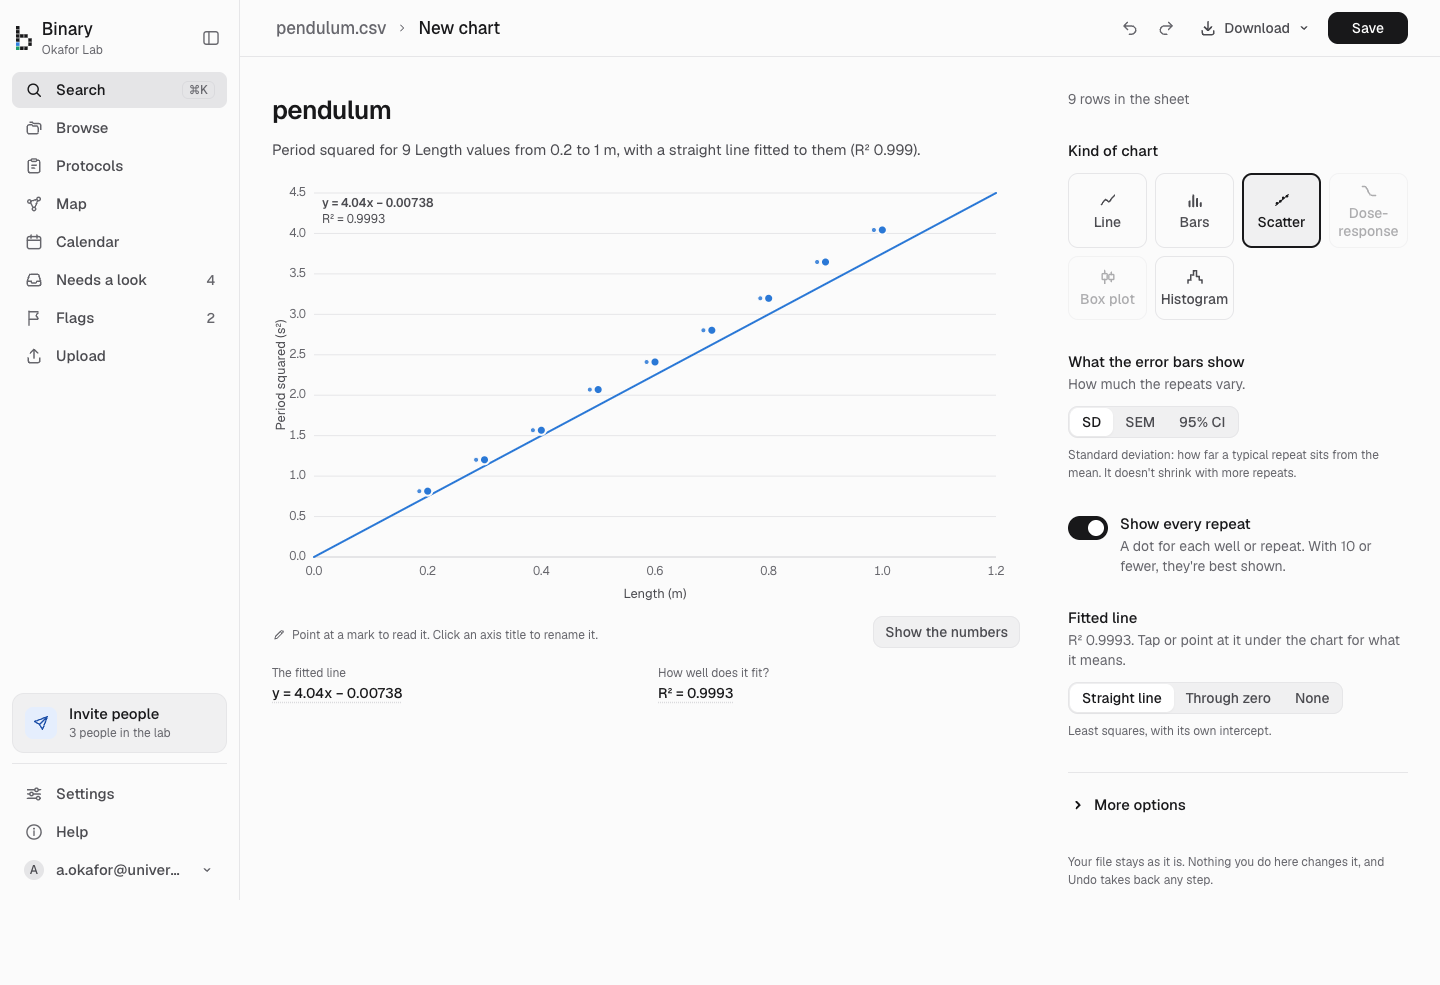 Binary
Okafor Lab
Search ⌘K
Browse
Protocols
Map
Calendar
Needs a look 4
Flags 2
Upload
Invite people
3 people in the lab
Settings
Help
A a.okafor@univer...
pendulum.csv › New chart
Download
Save
pendulum
Period squared for 9 Length values from 0.2 to 1 m, with a straight line fitted to them (R² 0.999).
y = 4.04x − 0.00738
R² = 0.9993
4.5
4.0
3.5
3.0
2.5
2.0
1.5
1.0
0.5
0.0
Period squared (s²)
0.0 0.2 0.4 0.6 0.8 1.0 1.2
Length (m)
Point at a mark to read it. Click an axis title to rename it.
Show the numbers
The fitted line
y = 4.04x − 0.00738
How well does it fit?
R² = 0.9993
9 rows in the sheet
Kind of chart
Line
Bars
Scatter
Dose-
response
Box plot
Histogram
What the error bars show
How much the repeats vary.
SD SEM 95% CI
Standard deviation: how far a typical repeat sits from the
mean. It doesn't shrink with more repeats.
Show every repeat
A dot for each well or repeat. With 10 or
fewer, they're best shown.
Fitted line
R² 0.9993. Tap or point at it under the chart for what
it means.
Straight line Through zero None
Least squares, with its own intercept.
More options
Your file stays as it is. Nothing you do here changes it, and
Undo takes back any step.